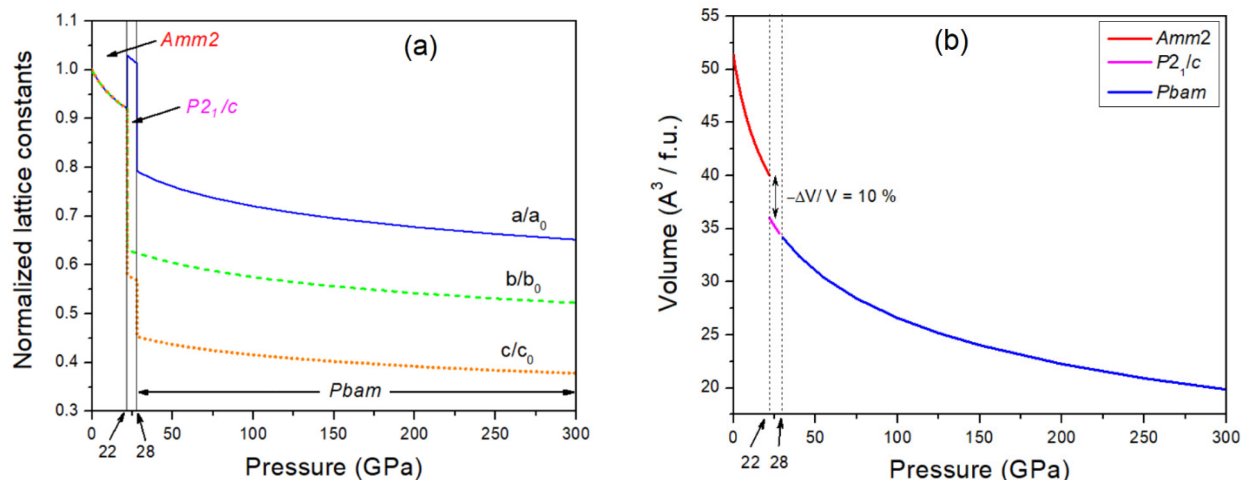 (a)
Amm2
P2₁/c
a/a₀
b/b₀
c/c₀
Pbam
Normalized lattice constants
1.1
1.0
0.9
0.8
0.7
0.6
0.5
0.4
0.3
0 50 100 150 200 250 300
22 28
Pressure (GPa)
(b)
Amm2
P2₁/c
Pbam
−ΔV/ V = 10 %
Volume (A³ / f.u.)
55
50
45
40
35
30
25
20
0 50 100 150 200 250 300
22 28
Pressure (GPa)